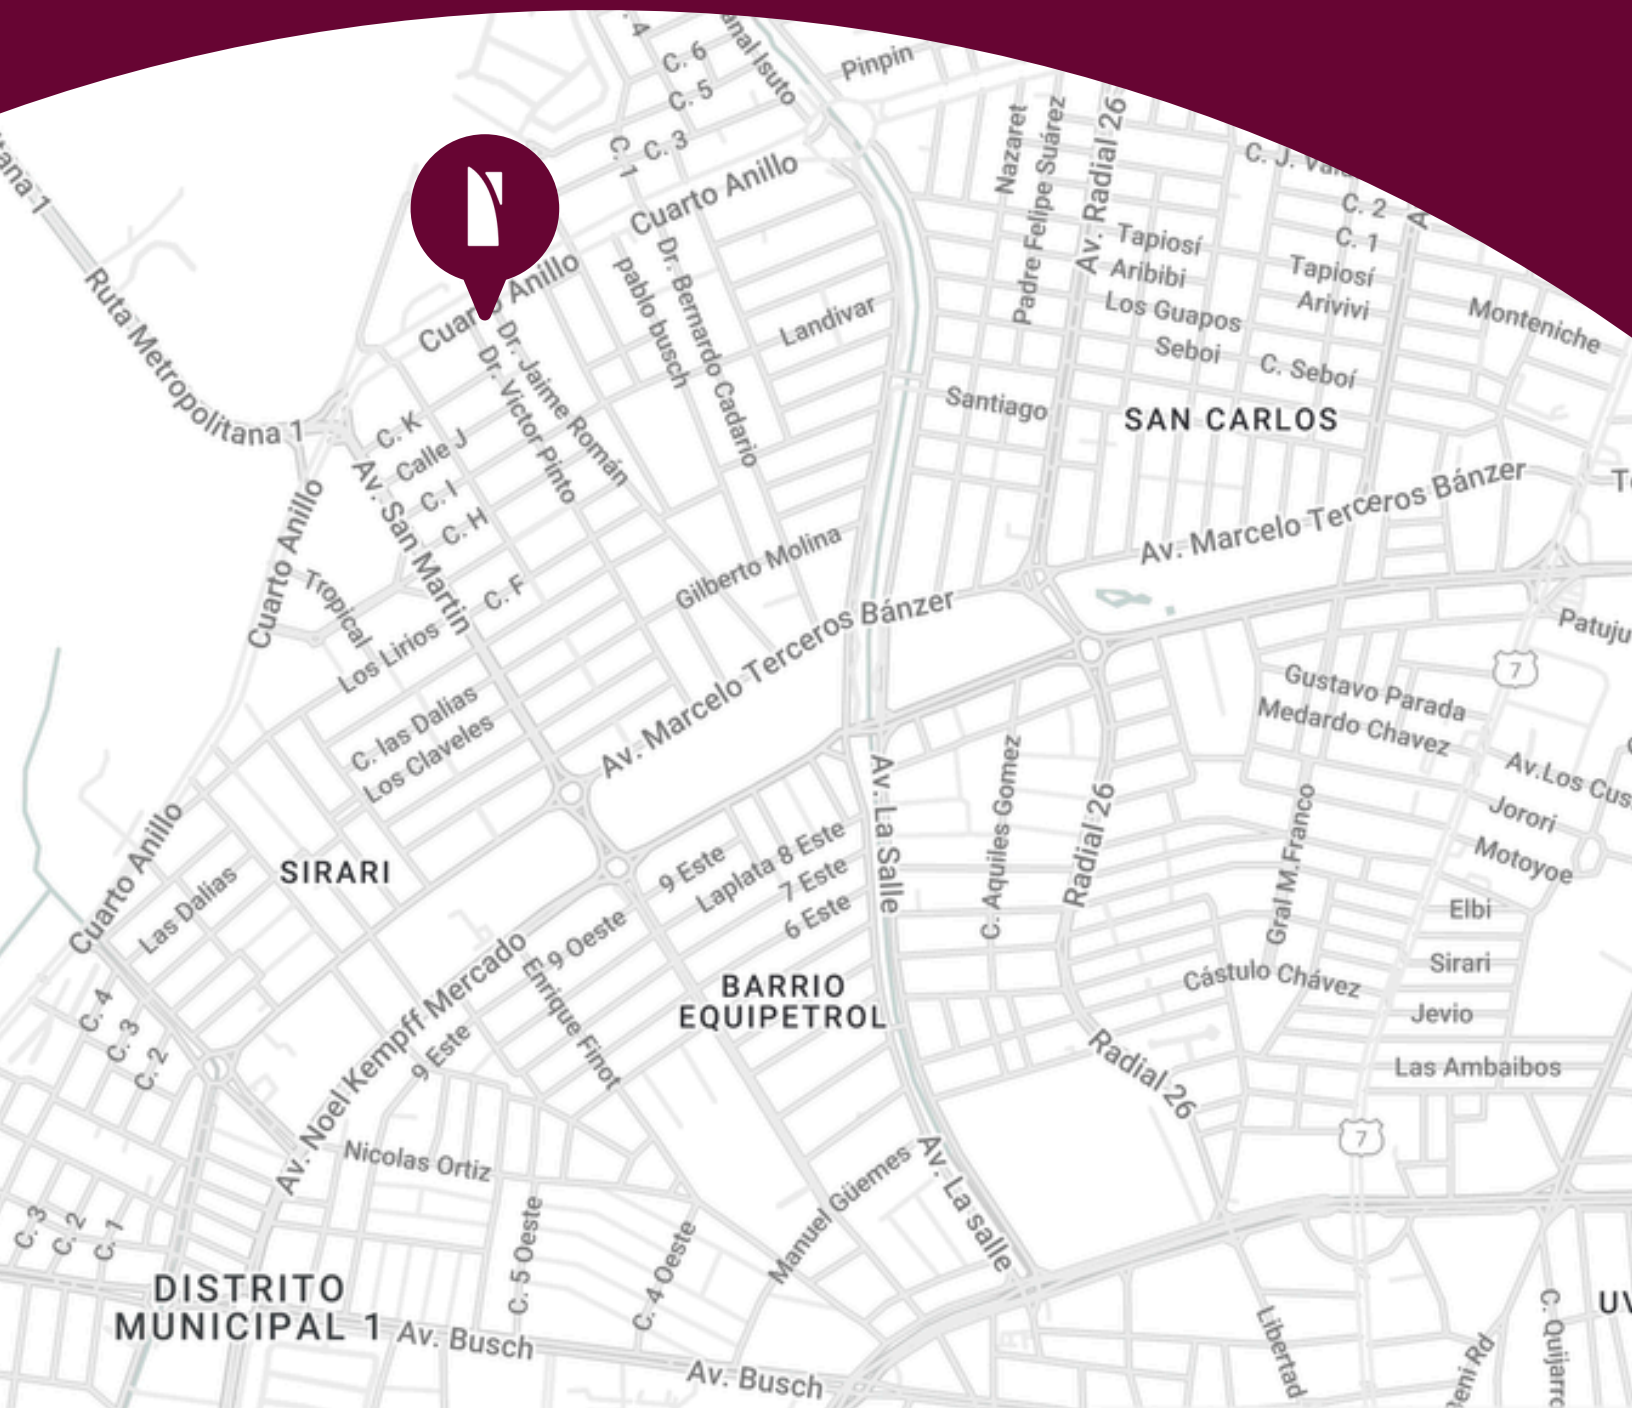 C. 6
C. 5
C. 3
C. 1
Pinpin
Cuarto Anillo
Nazaret
Padre Felipe Suárez
Av. Radial 26
C. 2
C. 1
Tapiosí
Aribibi
Los Guapos
Seboi
Tapiosí
Arivivi
C. Seboí
Monteniche
Ruta Metropolitana 1
Cuarto Anillo
Dr. Bernardo Cadario
pablo busch
Landivar
Dr. Jaime Román
Dr. Victor Pinto
Santiago
SAN CARLOS
C. K
Calle J
C. I
C. H
C. F
Av. San Martin
Cuarto Anillo
Tropical
Los Lirios
Gilberto Molina
Av. Marcelo Terceros Bánzer
Av. Marcelo Terceros Bánzer
C. las Dalias
Los Claveles
7
Gustavo Parada
Medardo Chavez
Jorori
Motoyoe
Av. La Salle
C. Aquiles Gomez
Radial 26
Gral M.Franco
Cuarto Anillo
SIRARI
Las Dalias
9 Este
Laplata 8 Este
7 Este
6 Este
9 Oeste
Elbi
Sirari
Jevio
Las Ambaibos
Cástulo Chávez
BARRIO
EQUIPETROL
Av. Noel Kempff Mercado
Enrique Finot
9 Este
C. 4
C. 3
C. 2
Radial 26
7
Nicolas Ortiz
Manuel Güemes
Av. La salle
C. 3
C. 2
C. 1
C. 5 Oeste
C. 4 Oeste
DISTRITO
MUNICIPAL 1
Av. Busch
Av. Busch
Libertad